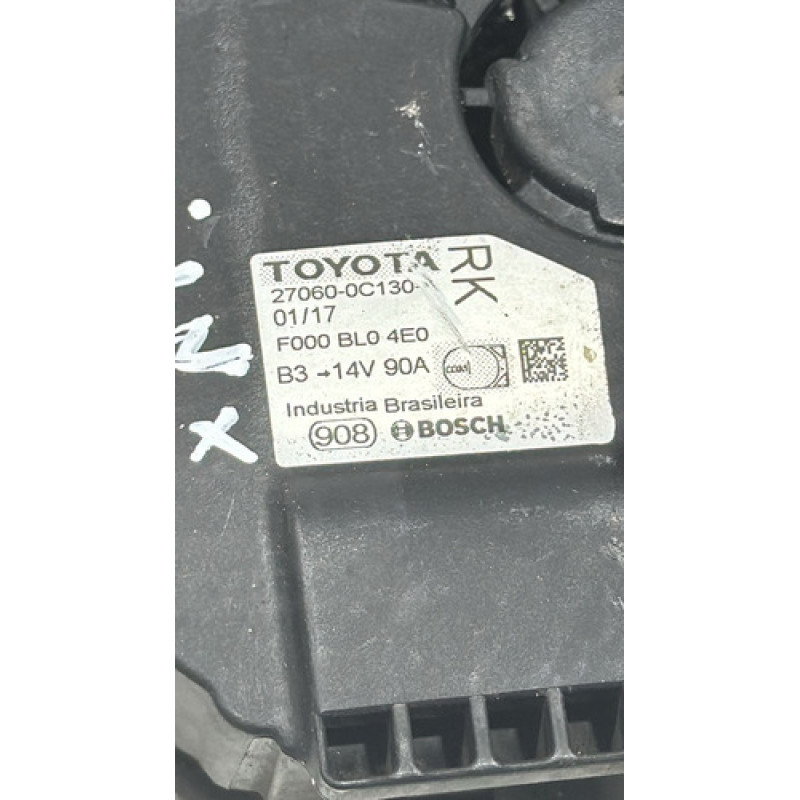 TOYOTA RK
27060-0C130-
01/17
F000 BL0 4E0
B3 →14V 90A
Industria Brasileira
908 BOSCH
X